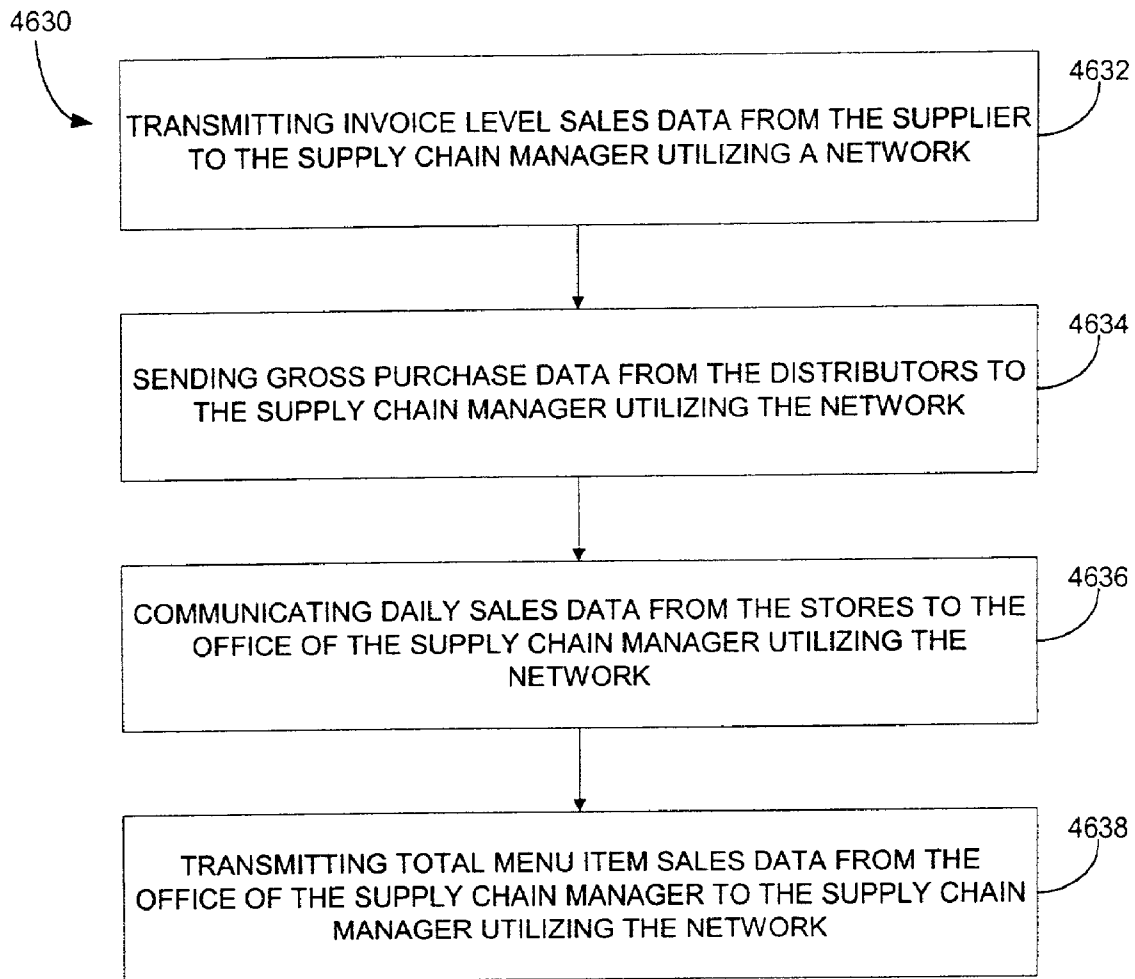 4630
4632
TRANSMITTING INVOICE LEVEL SALES DATA FROM THE SUPPLIER
TO THE SUPPLY CHAIN MANAGER UTILIZING A NETWORK
4634
SENDING GROSS PURCHASE DATA FROM THE DISTRIBUTORS TO
THE SUPPLY CHAIN MANAGER UTILIZING THE NETWORK
4636
COMMUNICATING DAILY SALES DATA FROM THE STORES TO THE
OFFICE OF THE SUPPLY CHAIN MANAGER UTILIZING THE
NETWORK
4638
TRANSMITTING TOTAL MENU ITEM SALES DATA FROM THE
OFFICE OF THE SUPPLY CHAIN MANAGER TO THE SUPPLY CHAIN
MANAGER UTILIZING THE NETWORK